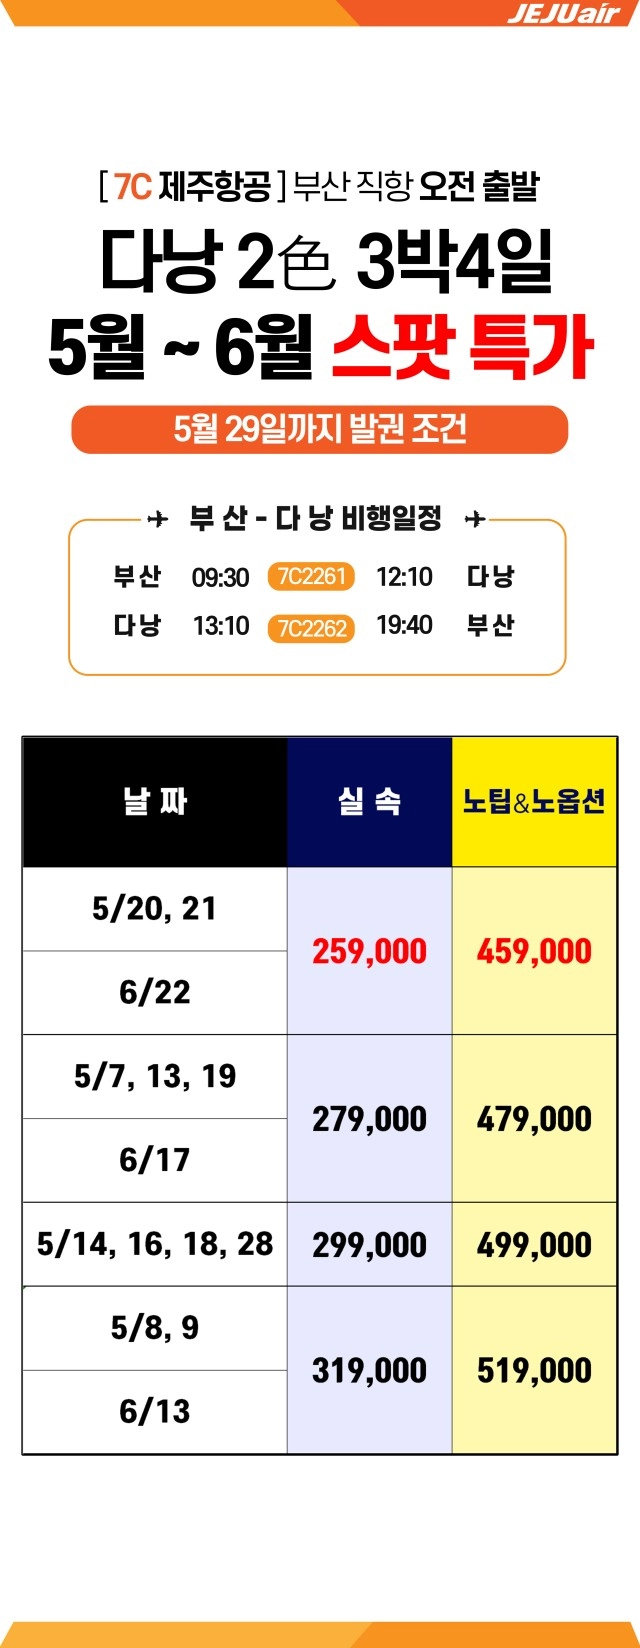 JEJUair
[ 7C 제주항공 ] 부산 직항 오전 출발
다낭 2色 3박4일
5월 ~ 6월 스팟 특가
5월 29일까지 발권 조건
부 산 - 다 낭 비행일정
부산 09:30 7C2261 12:10 다낭
다낭 13:10 7C2262 19:40 부산
날 짜 실 속 노팁&노옵션
5/20, 21
259,000 459,000
6/22
5/7, 13, 19
279,000 479,000
6/17
5/14, 16, 18, 28 299,000 499,000
5/8, 9
319,000 519,000
6/13